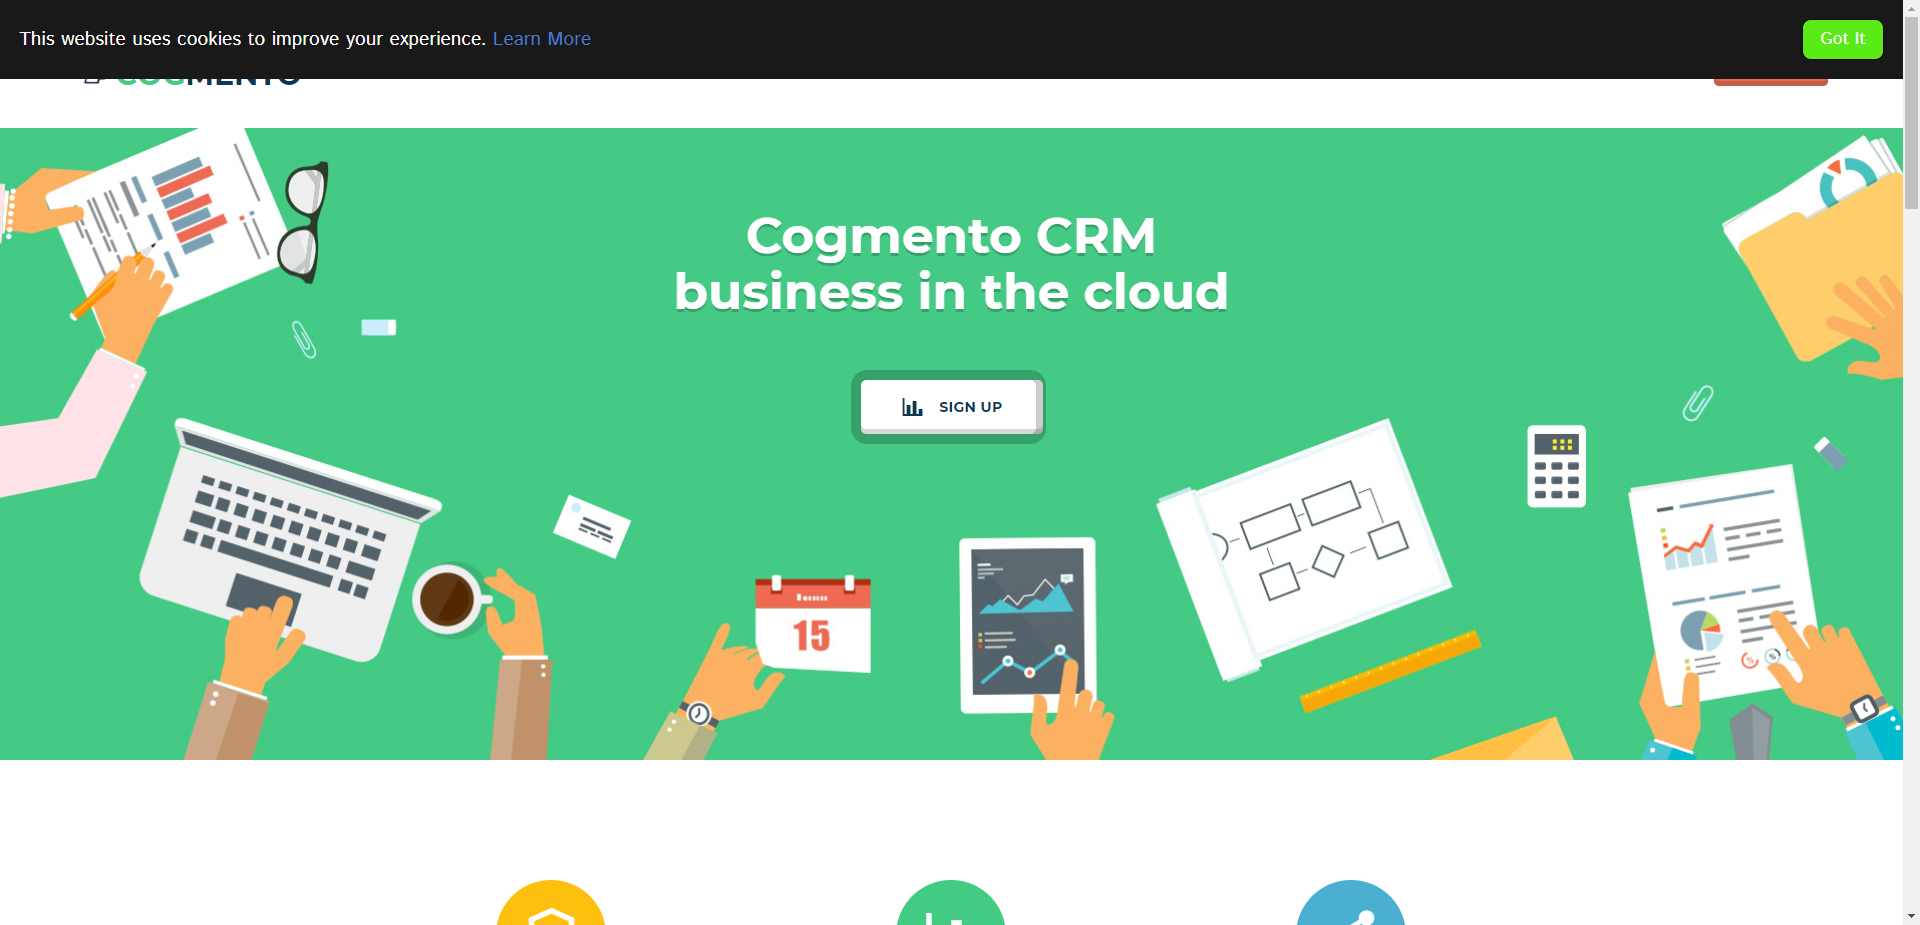 This website uses cookies to improve your experience. Learn More
Got It
COGMENTO
Cogmento CRM
business in the cloud
SIGN UP
15